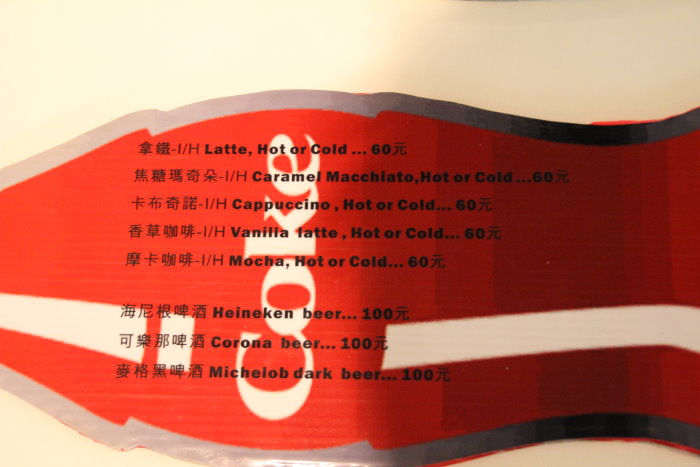 拿鐵-I/H Latte, Hot or Cold ... 60元
焦糖瑪奇朵-I/H Caramel Macchiato,Hot or Cold ...60元
卡布奇諾-I/H Cappuccino , Hot or Cold... 60元
香草咖啡-I/H Vanilla latte , Hot or Cold... 60元
摩卡咖啡-I/H Mocha, Hot or Cold... 60元
海尼根啤酒 Heineken beer... 100元
可樂那啤酒 Corona beer... 100元
麥格黑啤酒 Michelob dark beer... 100元
Coke